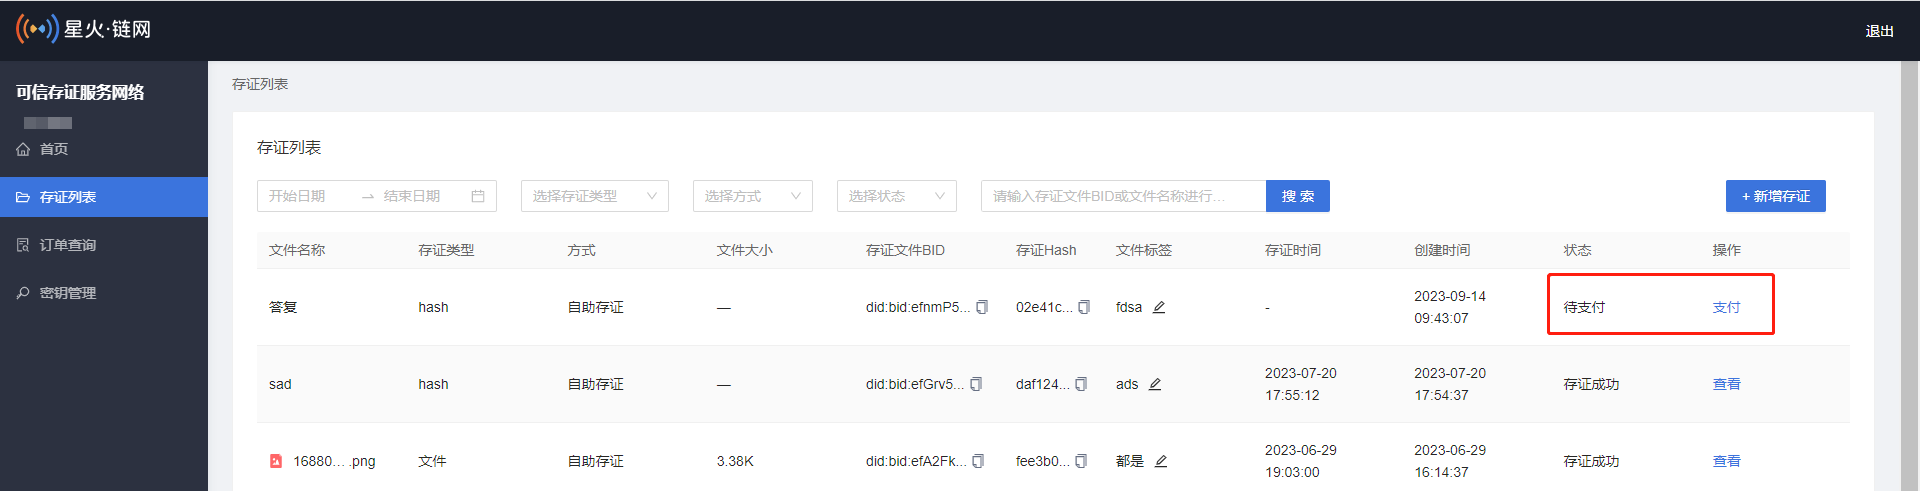 星火·链网
退出
可信存证服务网络
首页
存证列表
订单查询
密钥管理
存证列表
存证列表
开始日期 → 结束日期 选择存证类型 选择方式 选择状态 请输入存证文件BID或文件名称进行... 搜 索 + 新增存证
文件名称 存证类型 方式 文件大小 存证文件BID 存证Hash 文件标签 存证时间 创建时间 状态 操作
答复 hash 自助存证 — did:bid:efnmP5... 02e41c... fdsa - 2023-09-14 09:43:07 待支付 支付
sad hash 自助存证 — did:bid:efGrv5... daf124... ads 2023-07-20 17:55:12 2023-07-20 17:54:37 存证成功 查看
16880... .png 文件 自助存证 3.38K did:bid:efA2Fk... fee3b0... 都是 2023-06-29 19:03:00 2023-06-29 16:14:37 存证成功 查看